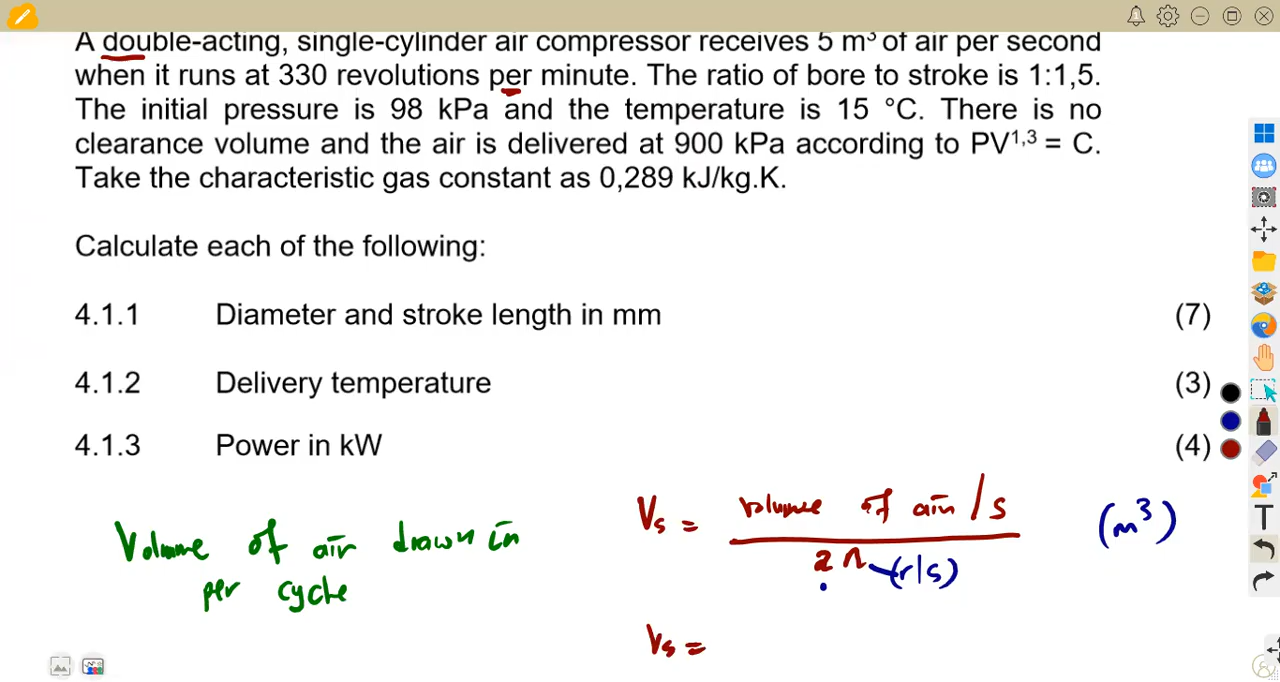 A double-acting, single-cylinder air compressor receives 5 m³ of air per second
when it runs at 330 revolutions per minute. The ratio of bore to stroke is 1:1,5.
The initial pressure is 98 kPa and the temperature is 15 °C. There is no
clearance volume and the air is delivered at 900 kPa according to PV¹,³ = C.
Take the characteristic gas constant as 0,289 kJ/kg.K.
Calculate each of the following:
4.1.1 Diameter and stroke length in mm (7)
4.1.2 Delivery temperature (3)
4.1.3 Power in kW (4)
Volume of air drawn in
per cycle
Vs = volume of air/s (m³)
2 n (r/s)
Vs =
T